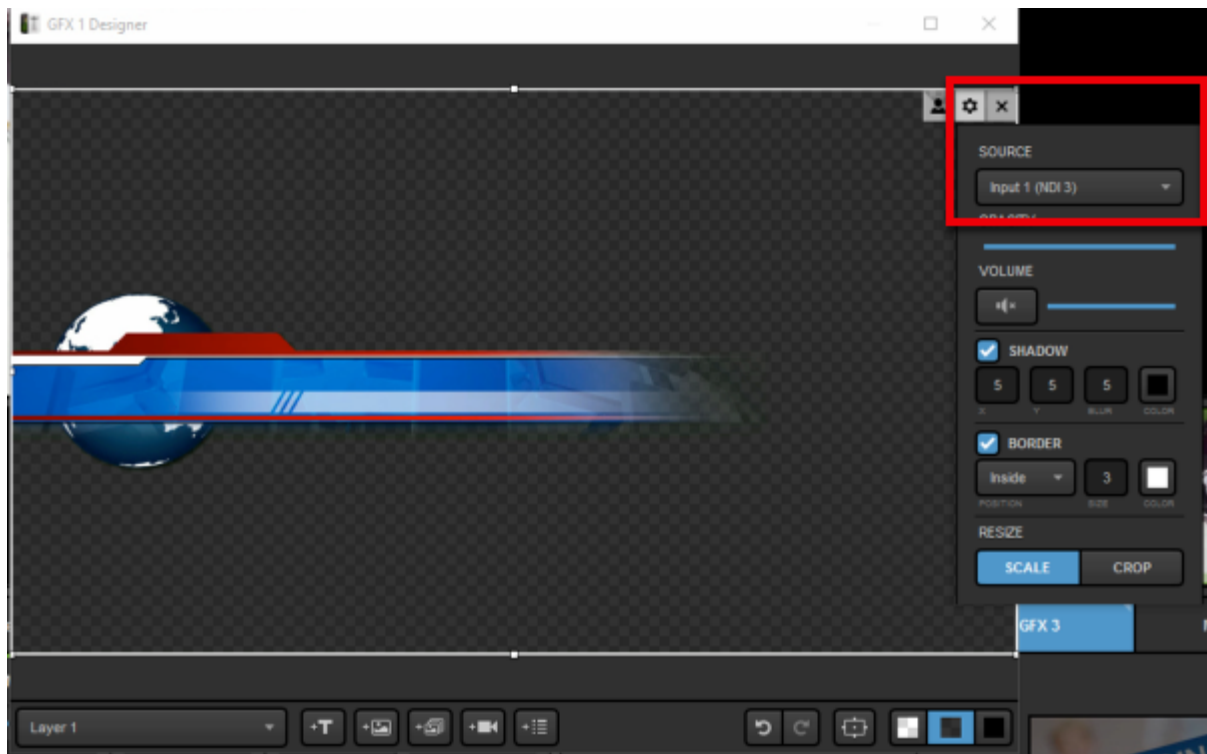 GFX 1 Designer
SOURCE
Input 1 (NDI 3)
OPACITY
VOLUME
SHADOW
5 5 5
X Y BLUR COLOR
BORDER
Inside 3
POSITION SIZE COLOR
RESIZE
SCALE CROP
GFX 3
Layer 1
+T